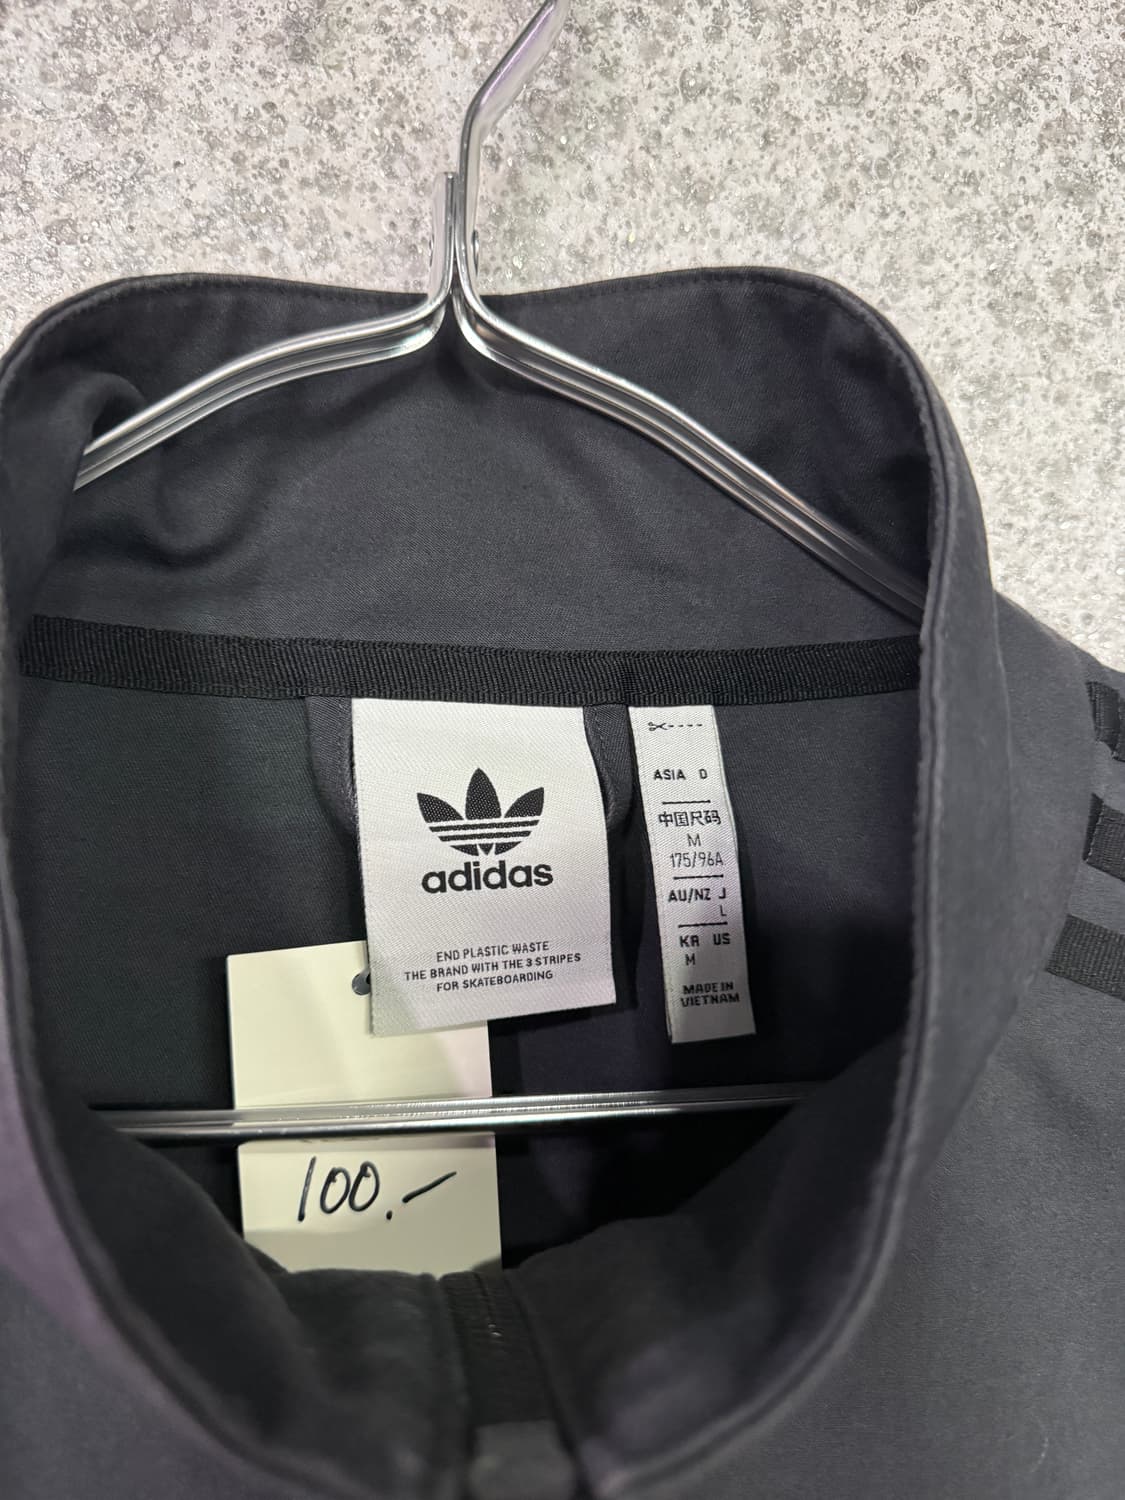 adidas
END PLASTIC WASTE
THE BRAND WITH THE 3 STRIPES
FOR SKATEBOARDING
ASIA
中国尺码
M
175/96A
AU/NZ
L
KR US
M
MADE IN
VIETNAM
100.-